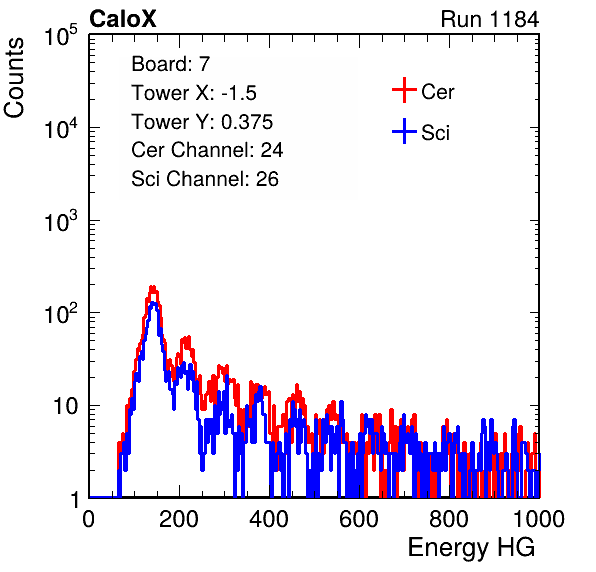 CaloX Run 1184
Counts
Board: 7
Tower X: -1.5
Tower Y: 0.375
Cer Channel: 24
Sci Channel: 26
Cer
Sci
10^5
10^4
10^3
10^2
10
1
0 200 400 600 800 1000
Energy HG